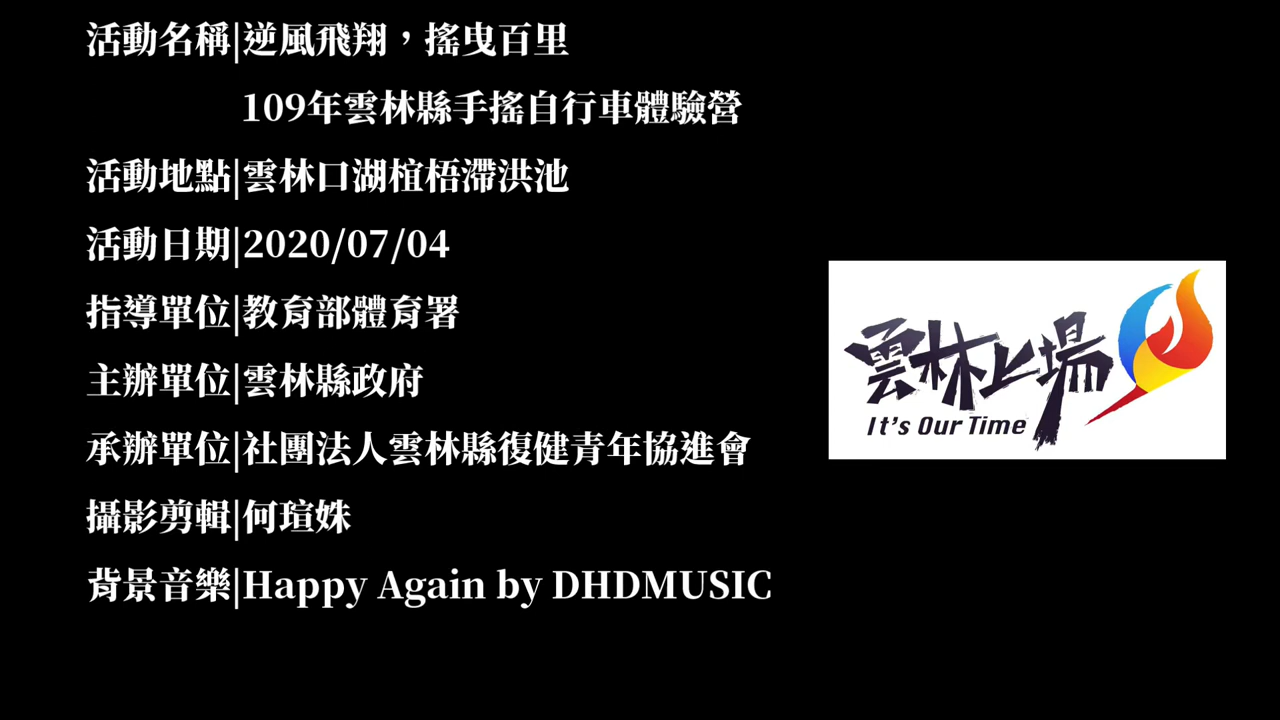 活動名稱|逆風飛翔，搖曳百里
109年雲林縣手搖自行車體驗營
活動地點|雲林口湖椬梧滯洪池
活動日期|2020/07/04
指導單位|教育部體育署
主辦單位|雲林縣政府
承辦單位|社團法人雲林縣復健青年協進會
攝影剪輯|何瑄姝
背景音樂|Happy Again by DHDMUSIC
雲林上場
It's Our Time